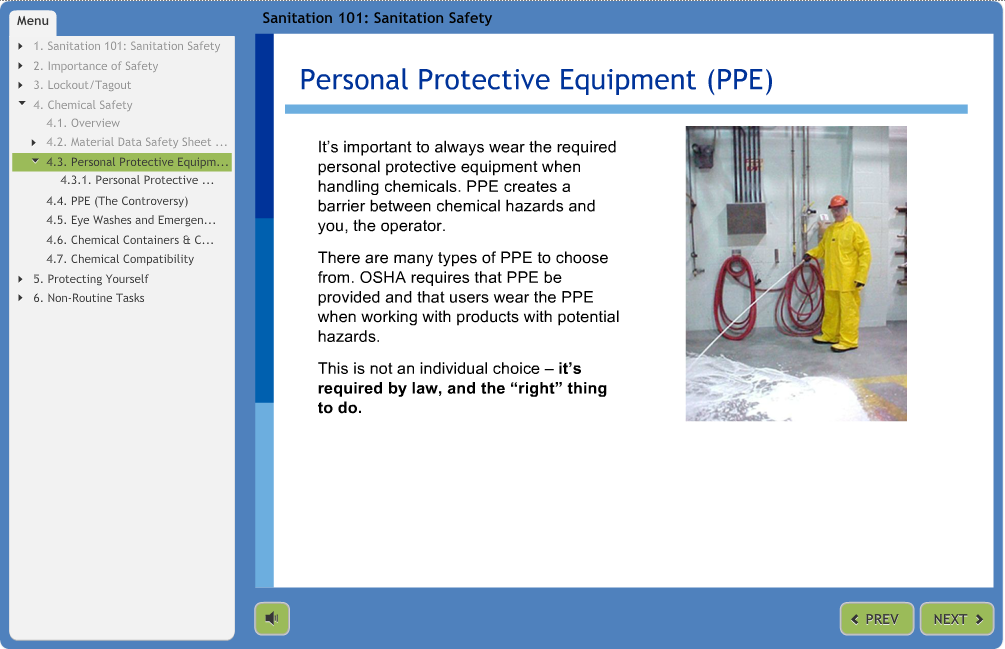 Menu
Sanitation 101: Sanitation Safety
1. Sanitation 101: Sanitation Safety
2. Importance of Safety
3. Lockout/Tagout
4. Chemical Safety
4.1. Overview
4.2. Material Data Safety Sheet ...
4.3. Personal Protective Equipm...
4.3.1. Personal Protective ...
4.4. PPE (The Controversy)
4.5. Eye Washes and Emergen...
4.6. Chemical Containers & C...
4.7. Chemical Compatibility
5. Protecting Yourself
6. Non-Routine Tasks
Personal Protective Equipment (PPE)
It’s important to always wear the required
personal protective equipment when
handling chemicals. PPE creates a
barrier between chemical hazards and
you, the operator.
There are many types of PPE to choose
from. OSHA requires that PPE be
provided and that users wear the PPE
when working with products with potential
hazards.
This is not an individual choice – it’s
required by law, and the “right” thing
to do.
PREV
NEXT